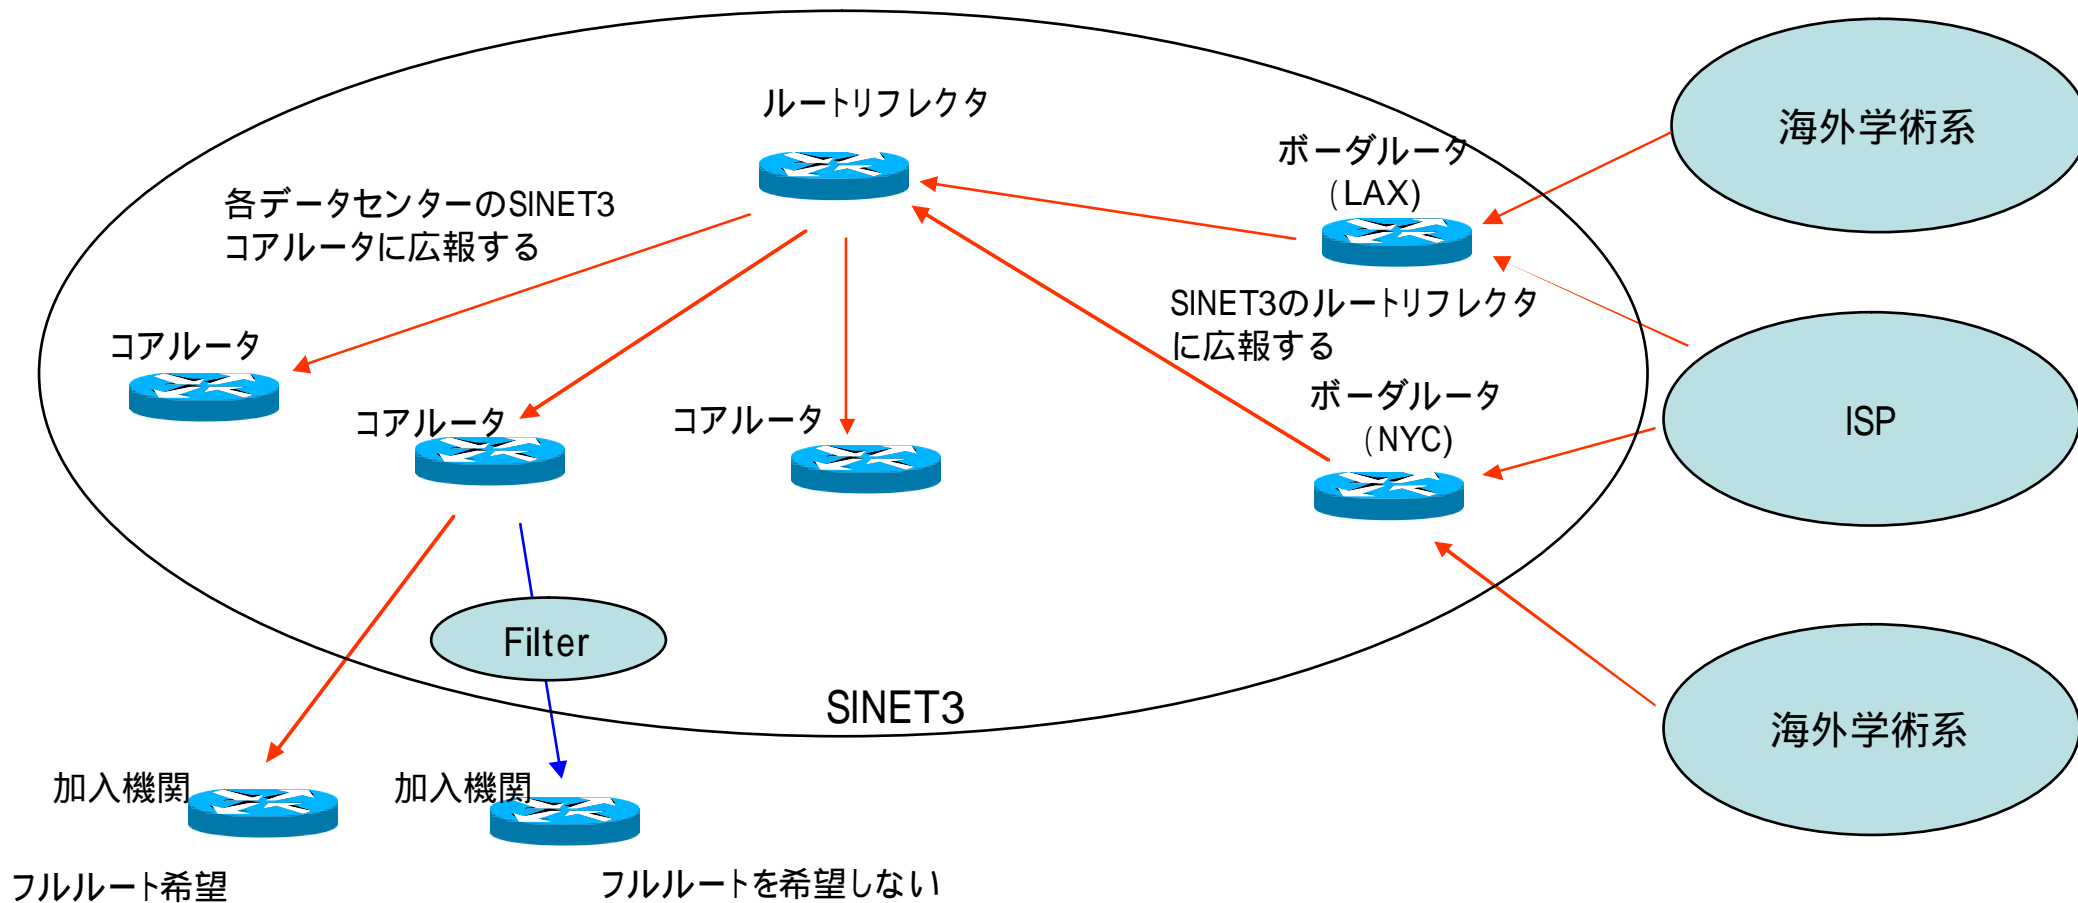 ルートリフレクタ
海外学術系
ボーダルータ
(LAX)
各データセンターのSINET3
コアルータに広報する
SINET3のルートリフレクタ
に広報する
コアルータ
コアルータ
コアルータ
ボーダルータ
(NYC)
ISP
Filter
SINET3
海外学術系
加入機関
加入機関
フルルート希望
フルルートを希望しない